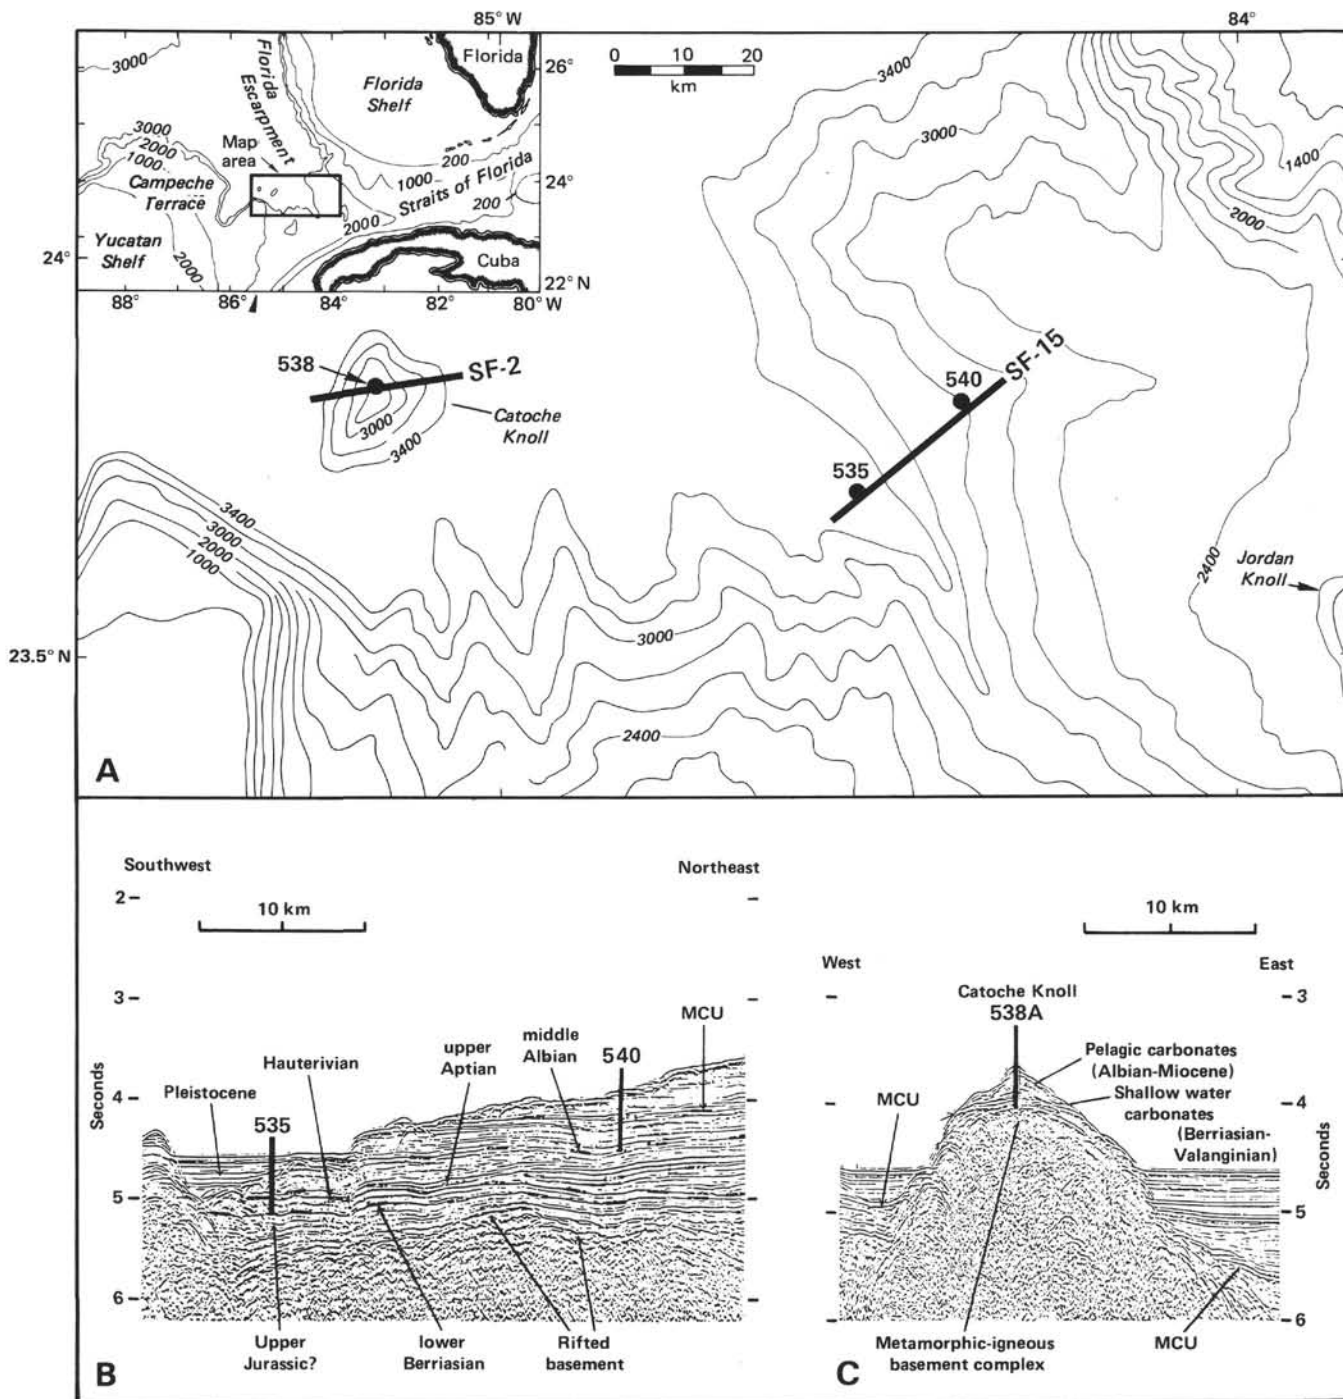 85° W
84°
Florida
Escarpment
Florida
26°
Florida
Shelf
3000
0 10 20
km
3400
3000
1400
2000
3000
2000
1000
Map
area
Campeche
Terrace
200
1000
Straits of Florida
24°
200
2000
Yucatan
Shelf
2000
Cuba
22° N
24°
88°
86°
84°
82°
80°
W
538
SF-2
3000
3400
Catoche
Knoll
SF-15
540
535
3400
3000
2000
1000
2400
Jordan
Knoll
3000
23.5° N
2400
A
Southwest
Northeast
2
10 km
10 km
West
East
3
3
Catoche Knoll
538A
MCU
middle
Albian
540
upper
Aptian
Hauterivian
Pleistocene
535
Pelagic carbonates
(Albian-Miocene)
Shallow water
carbonates
(Berriasian-
Valanginian)
MCU
Seconds
4
4
Seconds
5
5
6
6
Upper
Jurassic?
lower
Berriasian
Rifted
basement
Metamorphic-igneous
basement complex
MCU
B
C